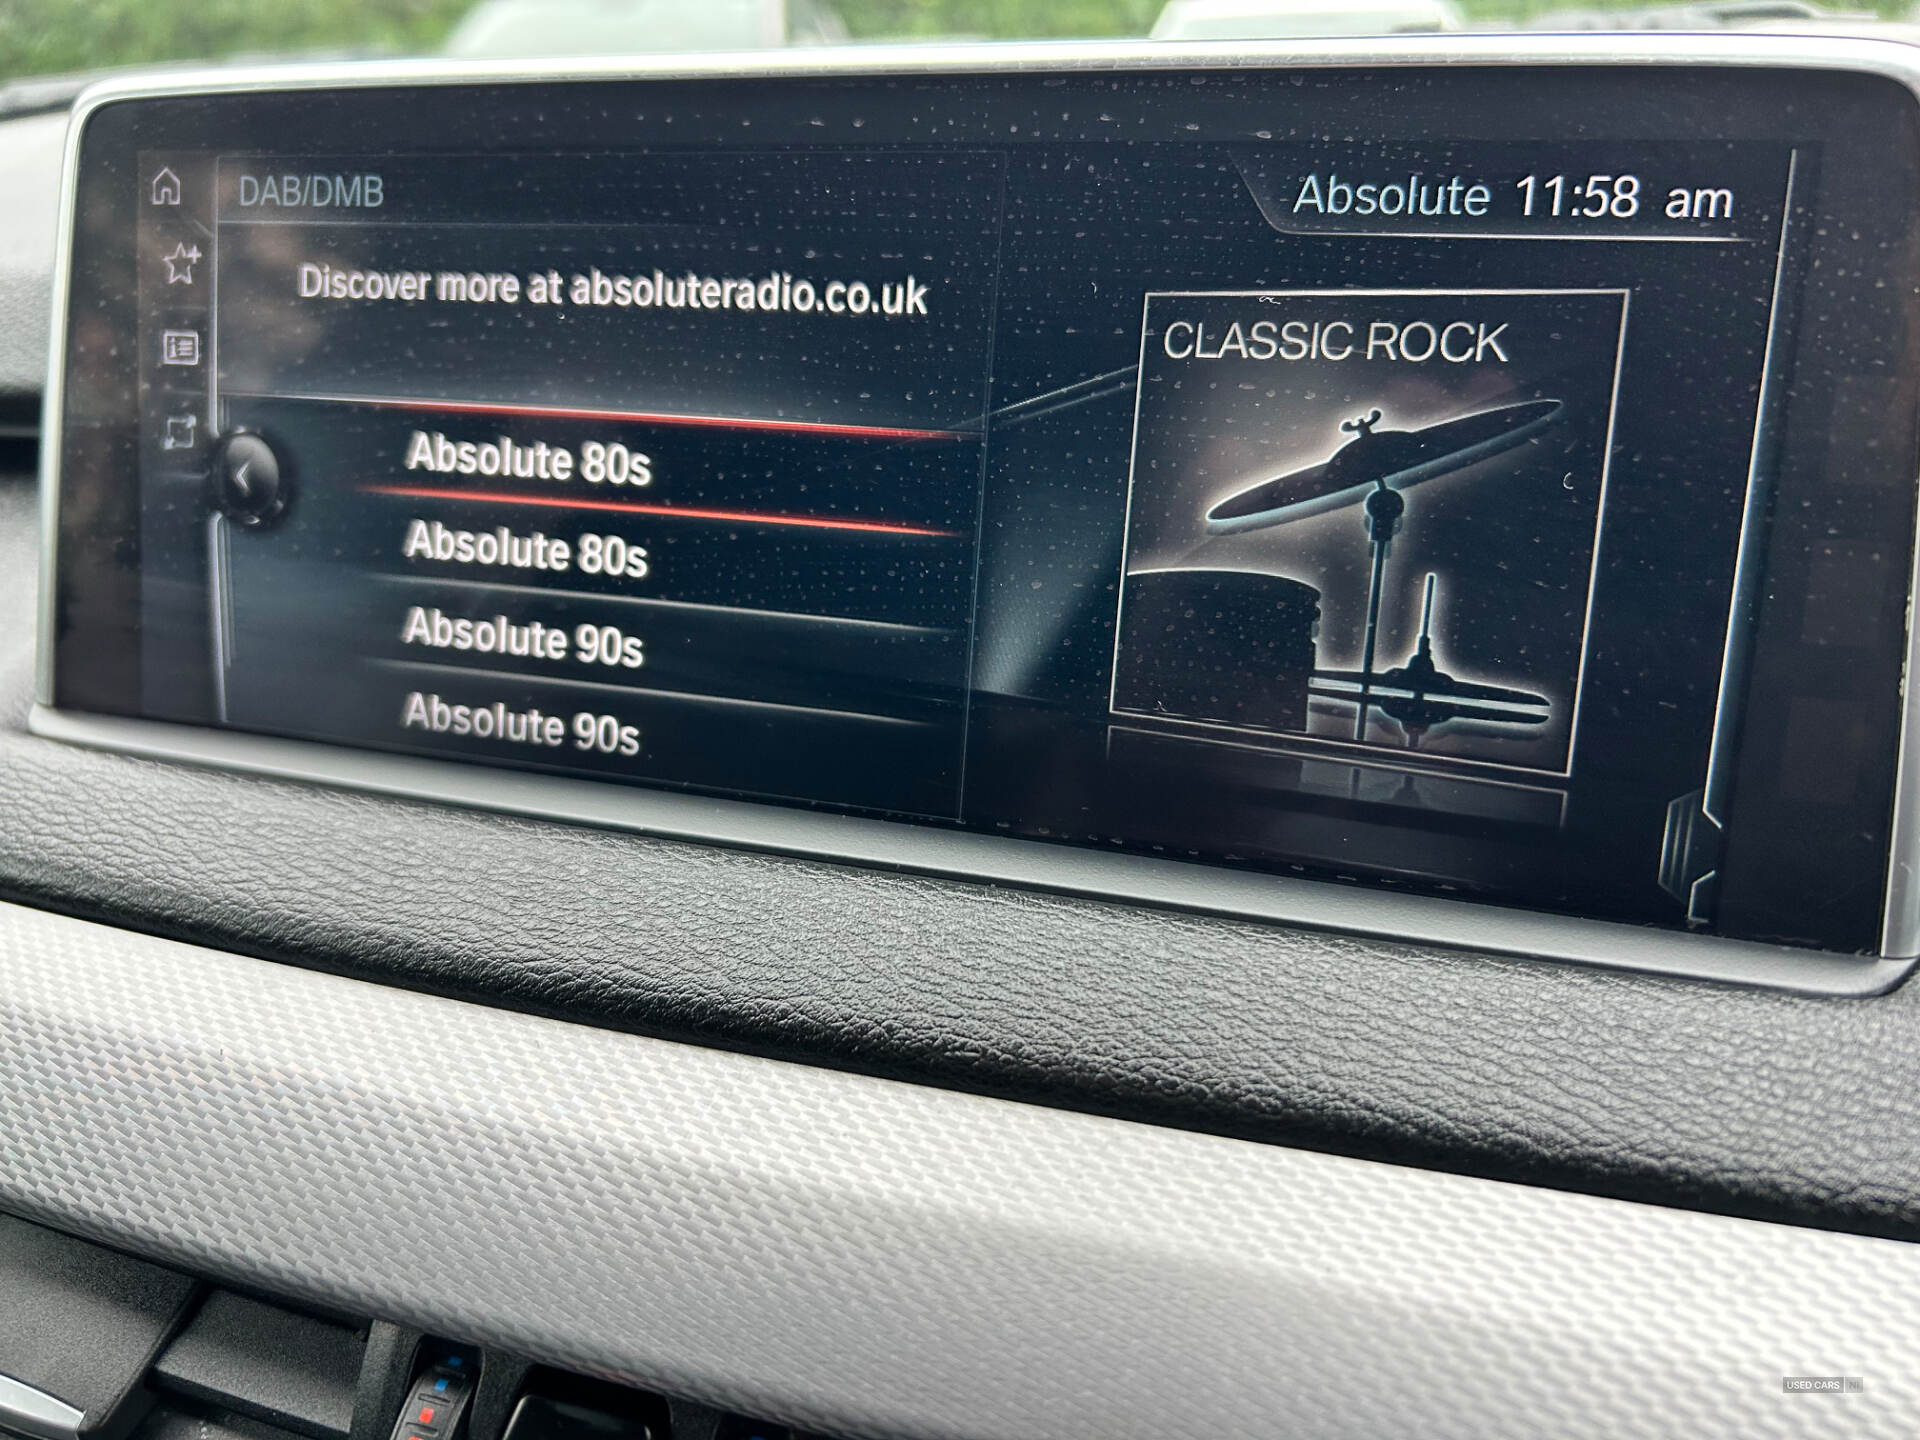 DAB/DMB
Absolute 11:58 am
Discover more at absoluteradio.co.uk
CLASSIC ROCK
Absolute 80s
Absolute 80s
Absolute 90s
Absolute 90s
USED CARS NI